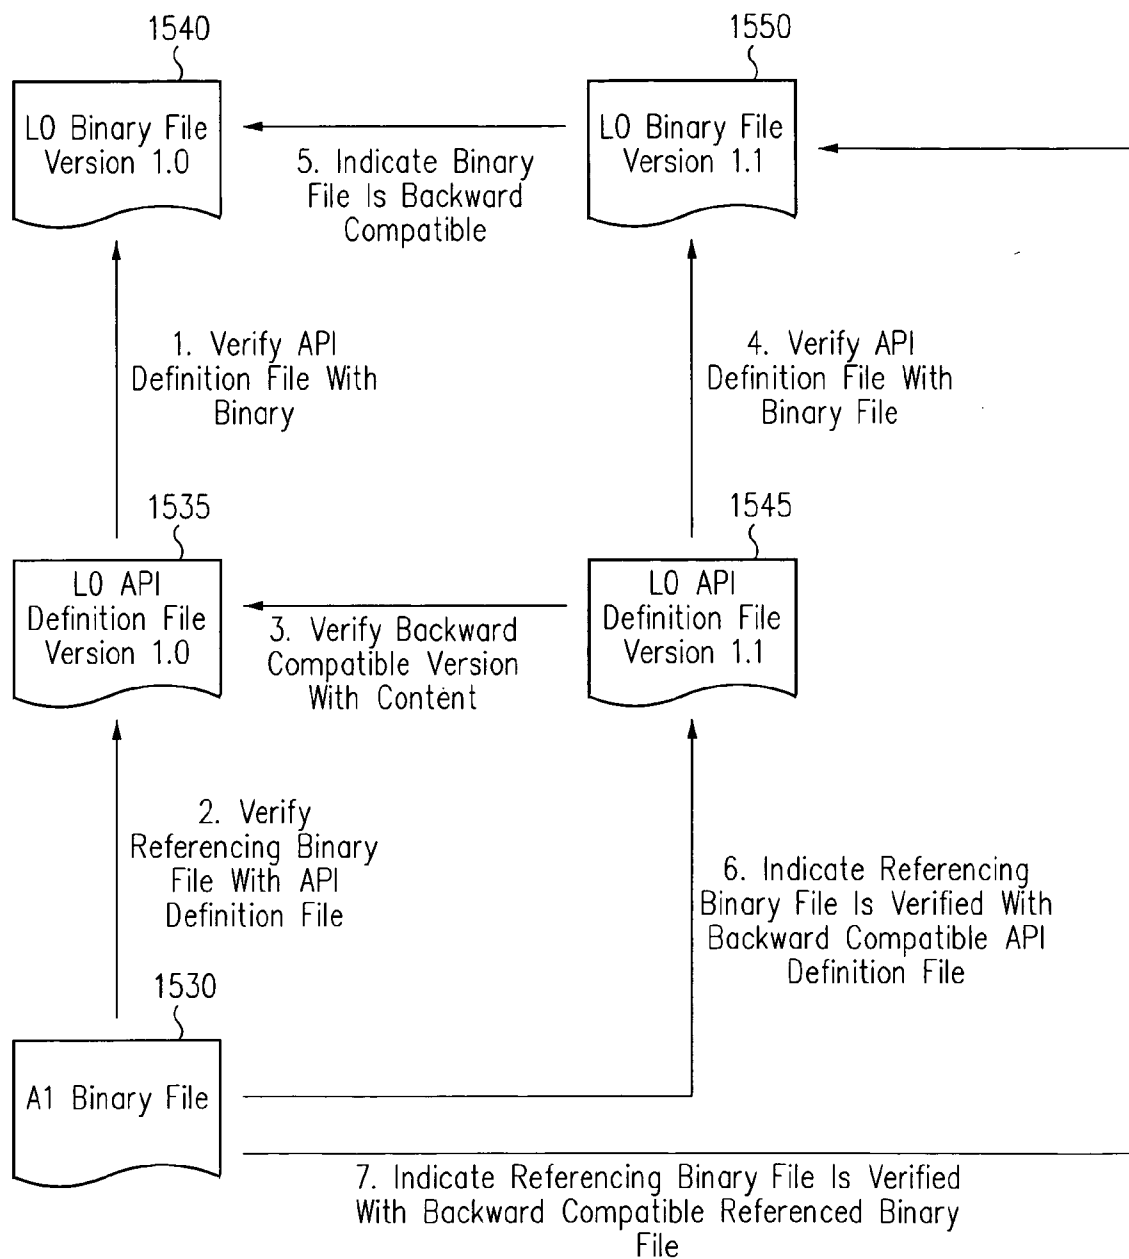 1540
1550
L0 Binary File
Version 1.0
L0 Binary File
Version 1.1
5. Indicate Binary
File Is Backward
Compatible
1. Verify API
Definition File With
Binary
4. Verify API
Definition File With
Binary File
1535
1545
L0 API
Definition File
Version 1.0
L0 API
Definition File
Version 1.1
3. Verify Backward
Compatible Version
With Content
2. Verify
Referencing Binary
File With API
Definition File
6. Indicate Referencing
Binary File Is Verified With
Backward Compatible API
Definition File
1530
A1 Binary File
7. Indicate Referencing Binary File Is Verified
With Backward Compatible Referenced Binary
File